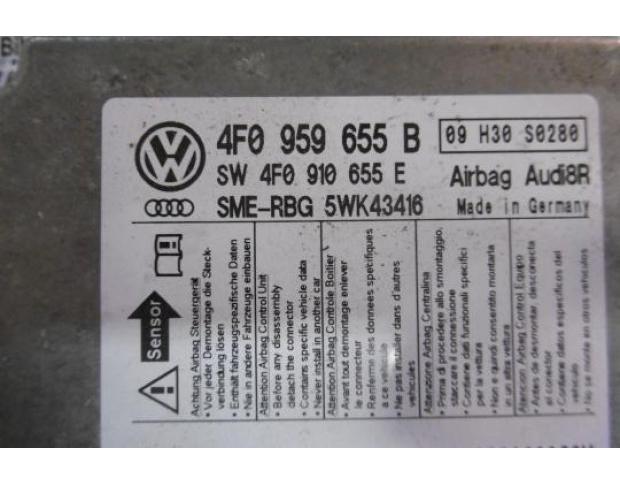 4F0 959 655 B
09 H30 S0280
SW 4F0 910 655 E
Airbag Audi8R
SME-RBG 5WK43416
Made in Germany
Sensor
Achtung Airbag Steuergerät
• Vor jeder Demontage die Steck-
verbindung lösen
• Enthält fahrzeugspezifische Daten
• Nie in andere Fahrzeuge einbauen
Attention Airbag Control Unit
• Before any disassembly
detach the connector
• Contains specific vehicle data
• Never install in another car
Attention Airbag Controle Boitier
• Avant tout demontage enlever
le connecteur
• Renferme des donnees spécifiques
a ce vehicule
• Ne pas installer dans d'autres
vehicules
Attenzione Airbag Centralina
• Prima di procedere allo smontaggio,
staccare il connessione
• Contiene dati funzionali specifici
per la vettura
• Non e quindi consentito montarla
in un altra vettura
Atencion Airbag Control Equipo
• Antes de desmontar, desconecta
el conector
• Contiene datos especificos del
vehiculo
• No se monta en otros vehiculos